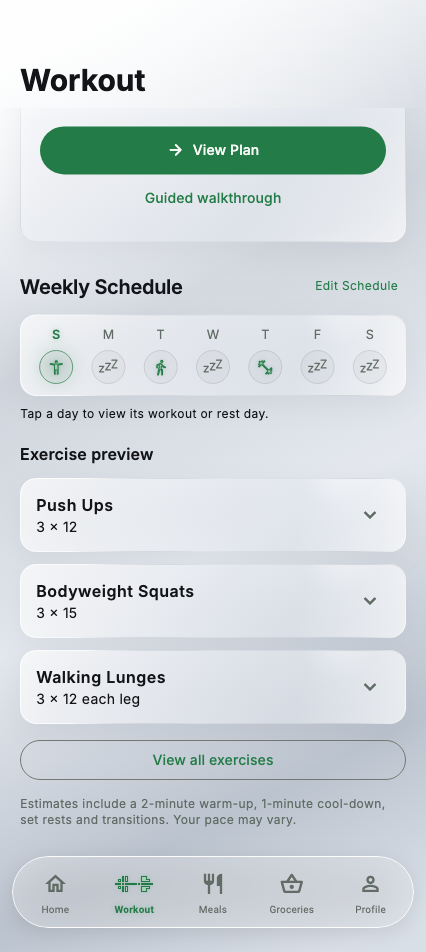 Workout
View Plan
Guided walkthrough
Weekly Schedule
Edit Schedule
S M T W T F S
zzZ zzZ zzZ zzZ
Tap a day to view its workout or rest day.
Exercise preview
Push Ups
3 × 12
Bodyweight Squats
3 × 15
Walking Lunges
3 × 12 each leg
View all exercises
Estimates include a 2-minute warm-up, 1-minute cool-down,
set rests and transitions. Your pace may vary.
Home Workout Meals Groceries Profile